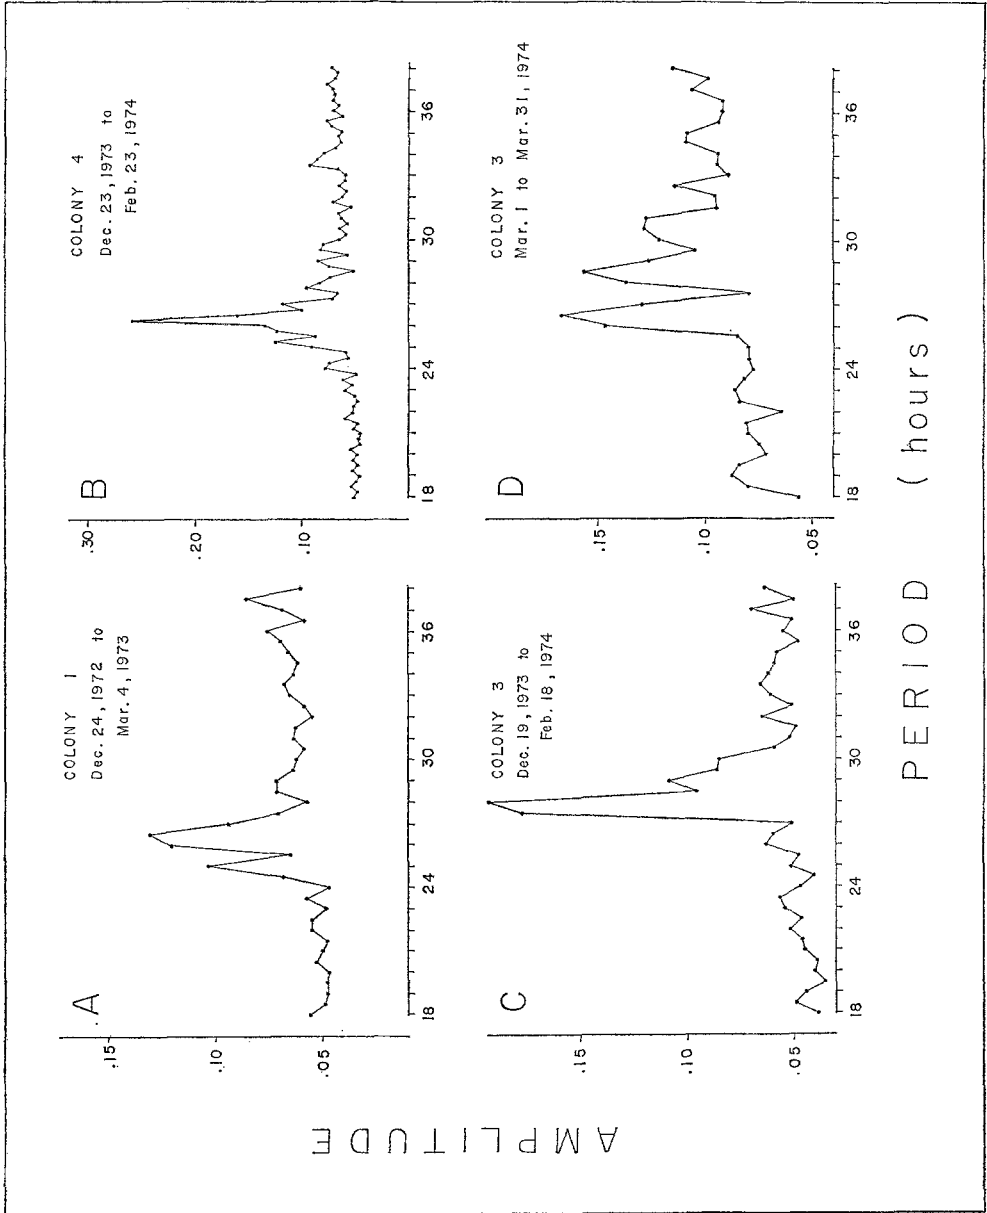 AMPLITUDE
A
COLONY 1
Dec. 24, 1972 to
Mar. 4, 1973
.15
.10
.05
18 24 30 36
B
COLONY 4
Dec. 23, 1973 to
Feb. 23, 1974
.30
.20
.10
18 24 30 36
C
COLONY 3
Dec. 19, 1973 to
Feb. 18, 1974
.15
.10
.05
18 24 30 36
D
COLONY 3
Mar. 1 to Mar. 31, 1974
.15
.10
.05
18 24 30 36
PERIOD (hours)